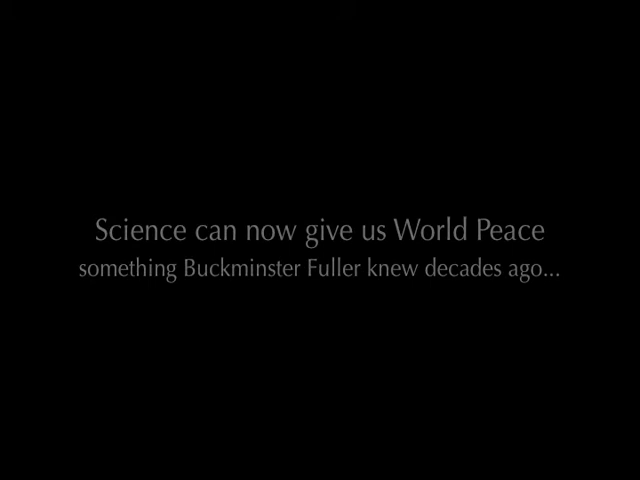 Science can now give us World Peace
something Buckminster Fuller knew decades ago...